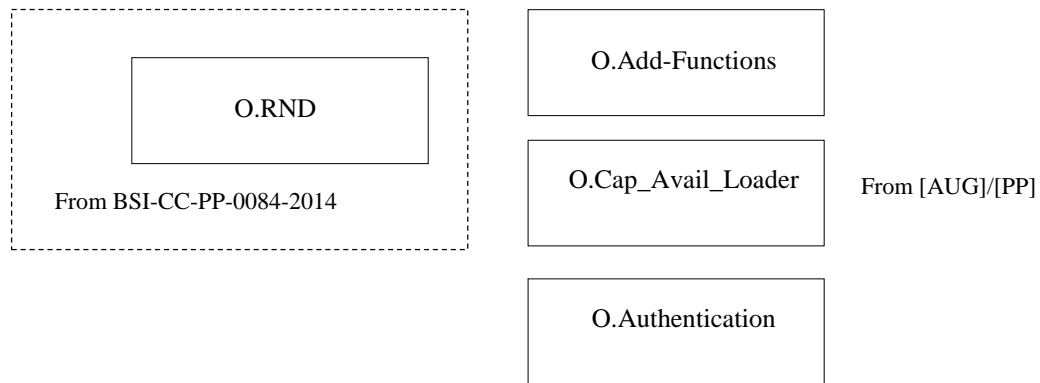 O.RND
From BSI-CC-PP-0084-2014
O.Add-Functions
O.Cap_Avail_Loader
From [AUG]/[PP]
O.Authentication